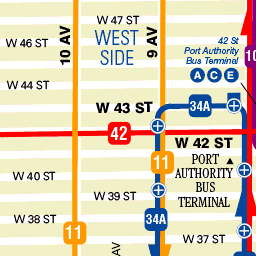 W 47 ST
42 St
Port Authority
Bus Terminal
A C E
W 46 ST
WEST
SIDE
10 AV
9 AV
10
W 44 ST
W 43 ST
34A
42
W 42 ST
11
PORT
AUTHORITY
BUS
TERMINAL
W 40 ST
W 39 ST
W 38 ST
34A
11
W 37 ST
AV